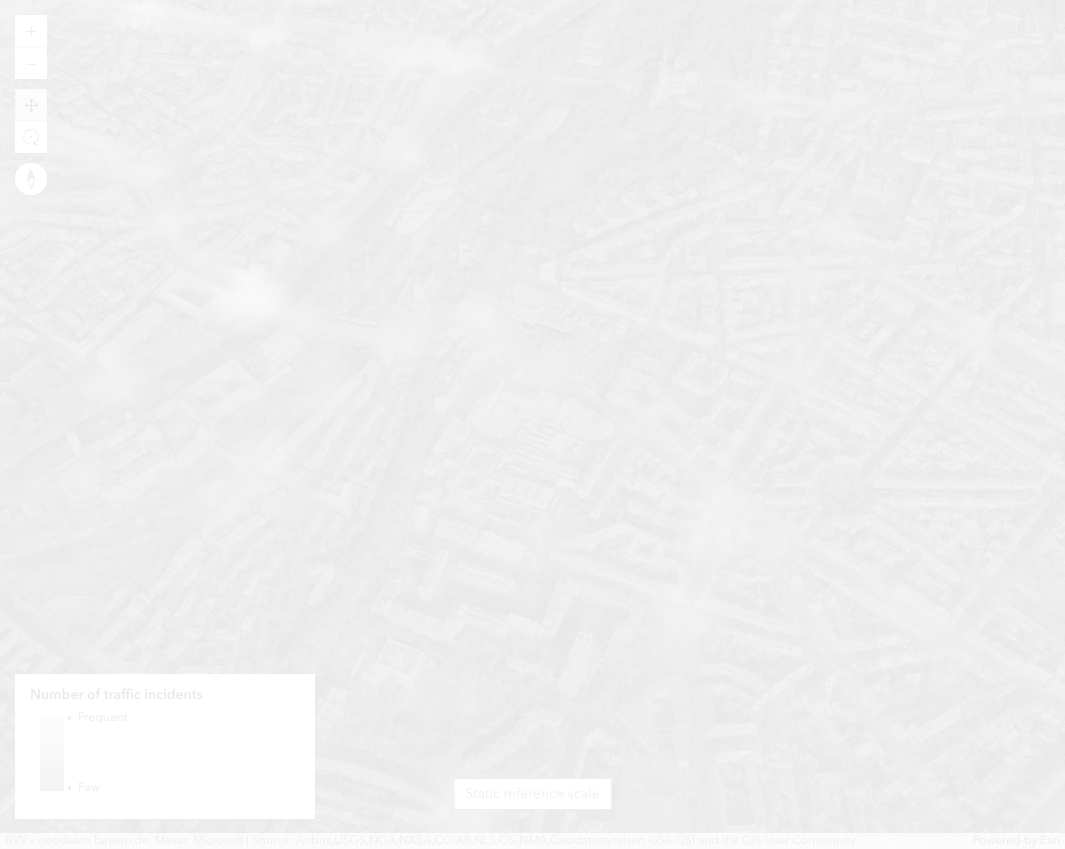 Number of traffic incidents
Frequent
Few
Static reference scale
BVV - geodaten.bayern.de, Maxar, Microsoft | Source: Airbus,USGS,NGA,NASA,CGIAR,NLS,OS,NMA,Geodatastyrelsen,GSA,GSI and the GIS User Community
Powered by Esri